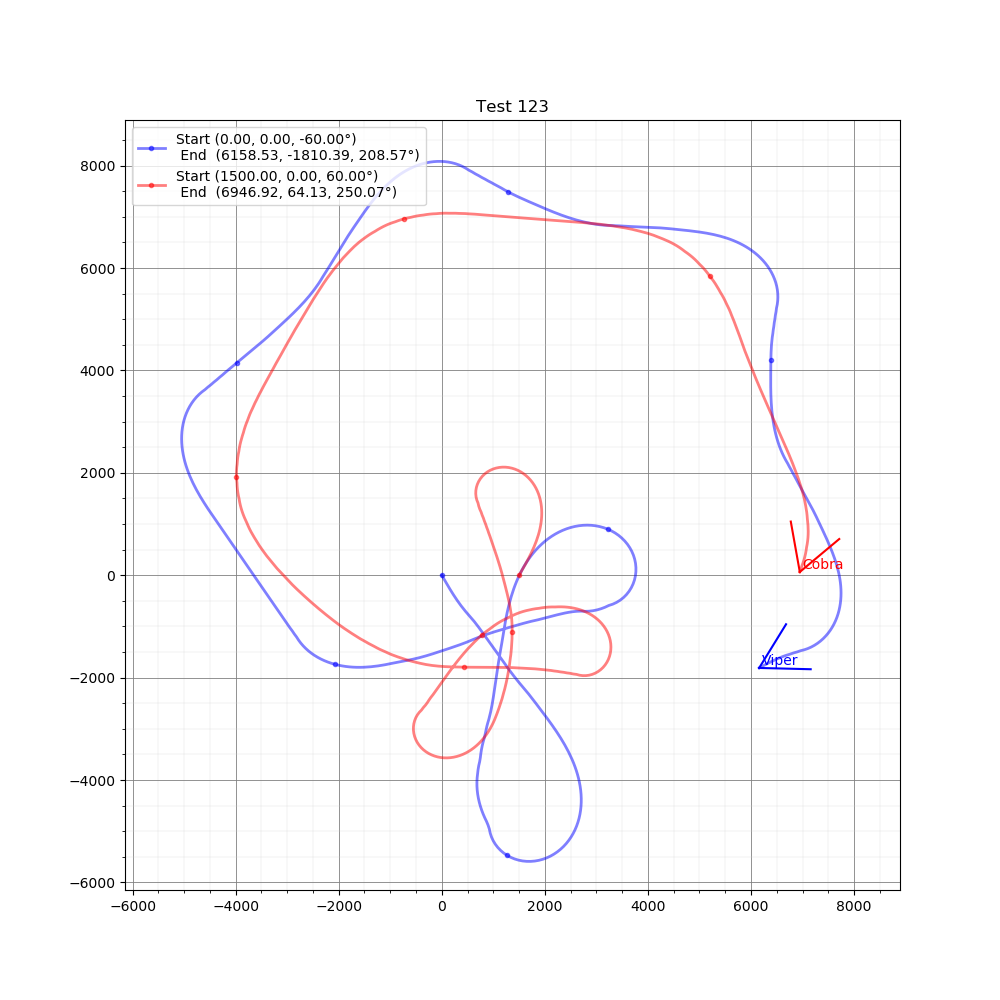 Test 123
Start (0.00, 0.00, -60.00°)
End  (6158.53, -1810.39, 208.57°)
Start (1500.00, 0.00, 60.00°)
End  (6946.92, 64.13, 250.07°)
8000
6000
4000
2000
0
−2000
−4000
−6000
Cobra
Viper
−6000 −4000 −2000 0 2000 4000 6000 8000